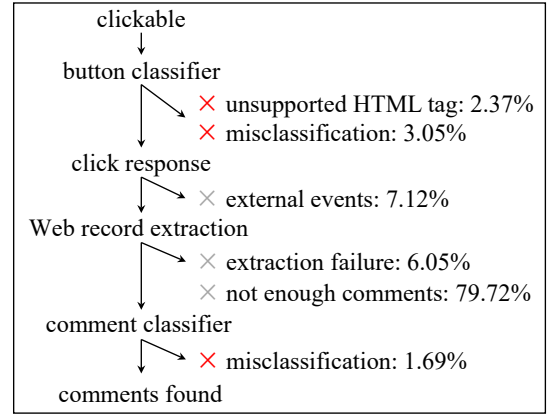 clickable
button classifier
✕ unsupported HTML tag: 2.37%
✕ misclassification: 3.05%
click response
✕ external events: 7.12%
Web record extraction
✕ extraction failure: 6.05%
✕ not enough comments: 79.72%
comment classifier
✕ misclassification: 1.69%
comments found